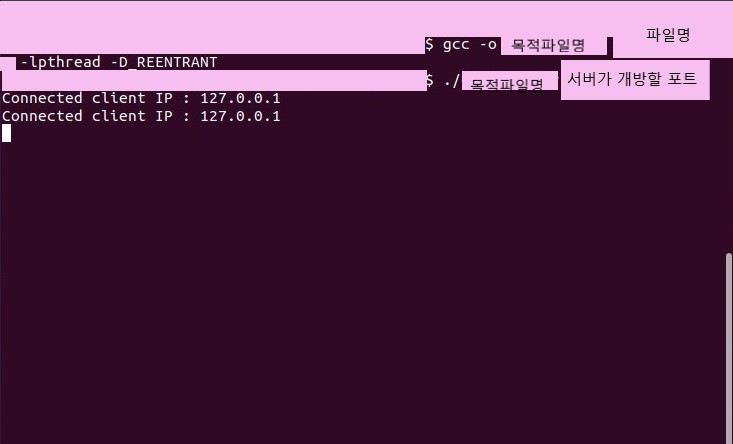 $ gcc -o 목적파일명 파일명
-lpthread -D_REENTRANT
$ ./ 목적파일명 서버가 개방할 포트
Connected client IP : 127.0.0.1
Connected client IP : 127.0.0.1